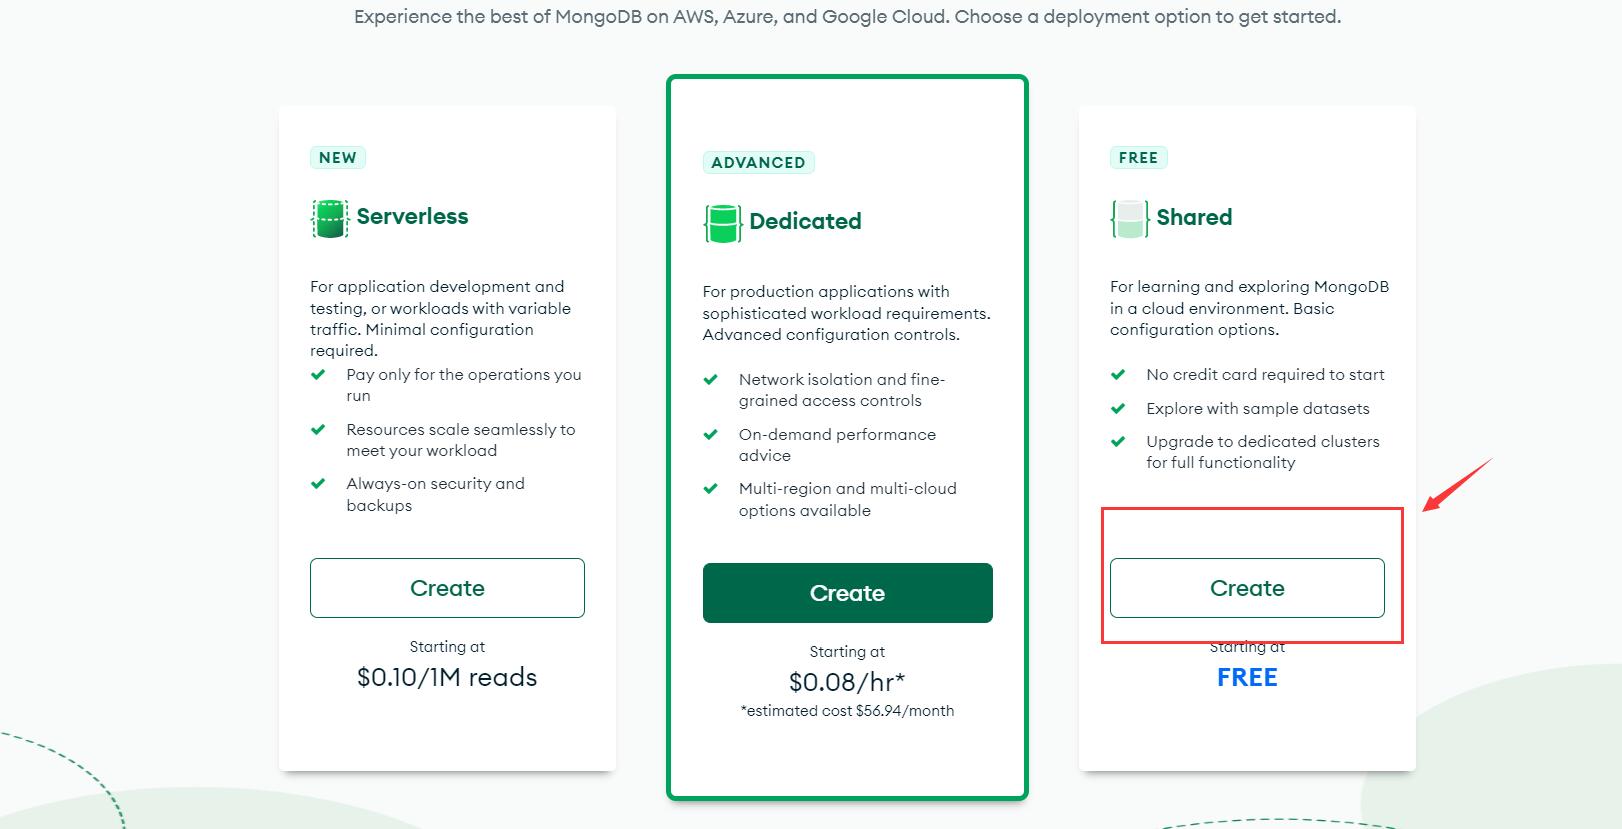 Experience the best of MongoDB on AWS, Azure, and Google Cloud. Choose a deployment option to get started.
NEW
Serverless
For application development and
testing, or workloads with variable
traffic. Minimal configuration
required.
Pay only for the operations you
run
Resources scale seamlessly to
meet your workload
Always-on security and
backups
Create
Starting at
$0.10/1M reads
ADVANCED
Dedicated
For production applications with
sophisticated workload requirements.
Advanced configuration controls.
Network isolation and fine-
grained access controls
On-demand performance
advice
Multi-region and multi-cloud
options available
Create
Starting at
$0.08/hr*
*estimated cost $56.94/month
FREE
Shared
For learning and exploring MongoDB
in a cloud environment. Basic
configuration options.
No credit card required to start
Explore with sample datasets
Upgrade to dedicated clusters
for full functionality
Create
Starting at
FREE